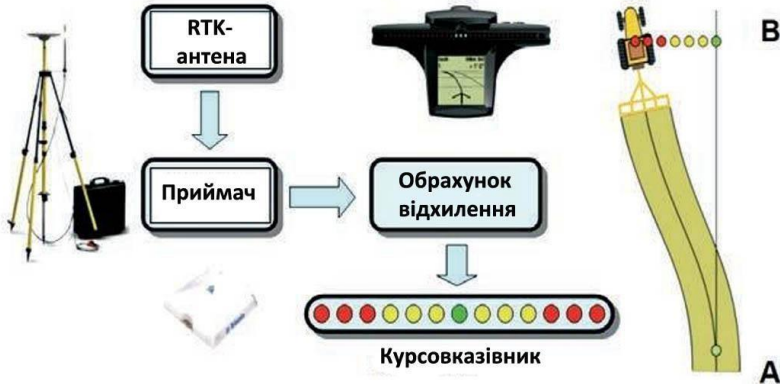 RTK-
антена
Приймач
Обрахунок
відхилення
Курсовказівник
B
A